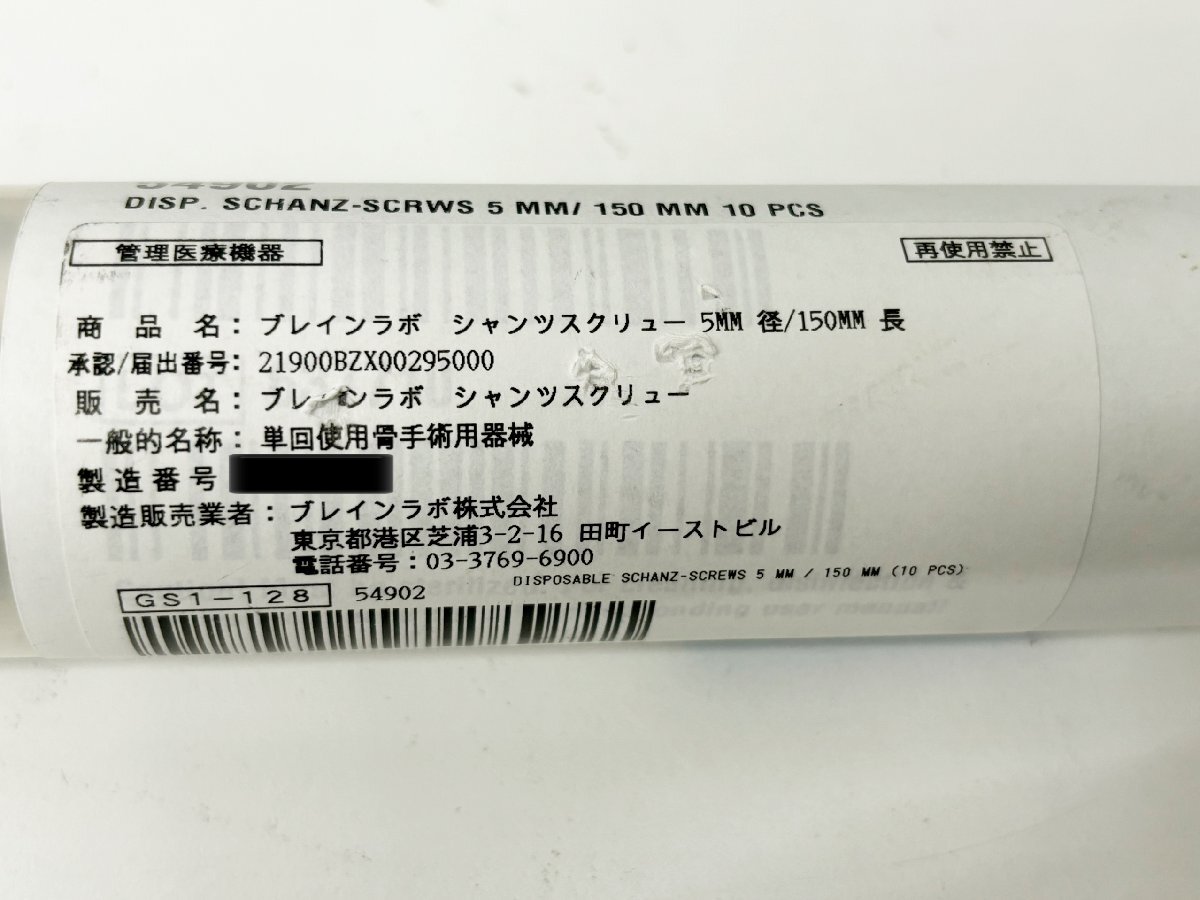 54902
DISP. SCHANZ-SCRWS 5 MM/ 150 MM 10 PCS
管理医療機器
再使用禁止
商 品 名：ブレインラボ シャンツスクリュー 5MM 径/150MM 長
承認/届出番号：21900BZX00295000
販 売 名：ブレインラボ シャンツスクリュー
一般的名称：単回使用骨手術用器械
製造番号
製造販売業者：ブレインラボ株式会社
東京都港区芝浦3-2-16 田町イーストビル
電話番号：03-3769-6900
DISPOSABLE SCHANZ-SCREWS 5 MM / 150 MM (10 PCS)
GS1-128 54902
user manual!